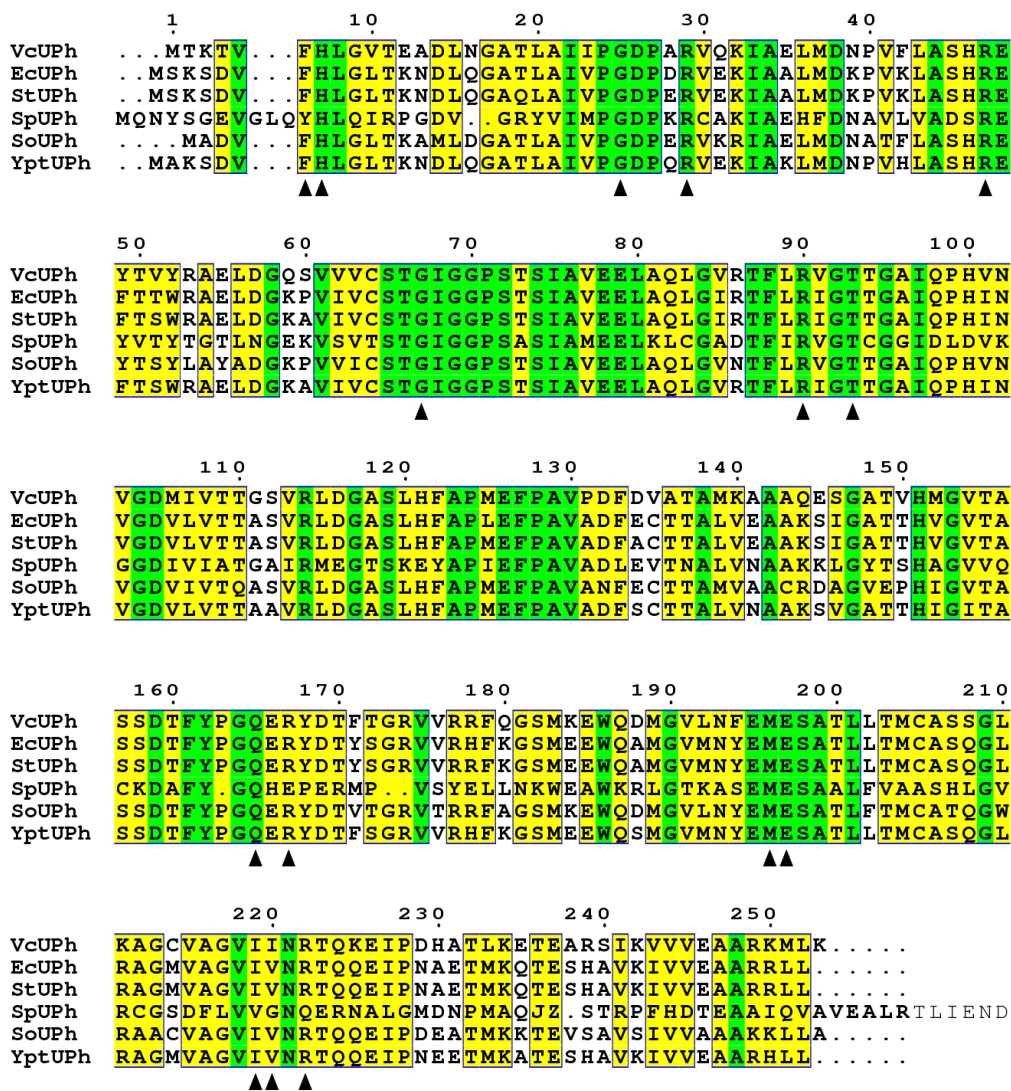 1 10 20 30 40
VcUPh ...MTKTV...FHLGVTEADLNGATLAIIPGDPARVQKIAELMDNPVFLASHRE
EcUPh ..MSKSDV...FHLGLTKNDLQGATLAIVPGDPDRVEKIAALMDKPVKLASHRE
StUPh ..MSKSDV...FHLGLTKNDLQGAQLAIVPGDPERVEKIAALMDKPVKLASHRE
SpUPh MQNYSGEVGLQYHLQIRPGDV..GRYVIMPGDPKRCAKIAEHFDNAVLVADSRE
SoUPh ....MADV...FHLGLTKAMLDGATLAIVPGDPERVKRIAELMDNATFLASHRE
YptUPh ..MAKSDV...FHLGLTKNDLQGATLAIVPGDPQRVEKIAKLMDNPVHLASHRE
50 60 70 80 90 100
VcUPh YTVYRAELDGQSVVVCSTGIGGPSTSIAVEELAQLGVRTFLRVGTTGAIQPHVN
EcUPh FTTWRAELDGKPVIVCSTGIGGPSTSIAVEELAQLGIRTFLRIGTTGAIQPHIN
StUPh FTSWRAELDGKAVIVCSTGIGGPSTSIAVEELAQLGIRTFLRIGTTGAIQPHIN
SpUPh YVTYTGTLNGEKVSVTSTGIGGPSASIAMEELKLCGADTFIRVGTCGGIDLDVK
SoUPh YTSYLAYADGKPVVICSTGIGGPSTSIAVEELAQLGVNTFLRVGTTGAIQPHVN
YptUPh FTSWRAELDGKAVIVCSTGIGGPSTSIAVEELAQLGVRTFLRIGTTGAIQPHIN
110 120 130 140 150
VcUPh VGDMIVTTGSVRLDGASLHFAPMEFPAVPDFDVATAMKAAAQESGATVHMGVTA
EcUPh VGDVLVTTASVRLDGASLHFAPLEFPAVADFECTTALVEAAKSIGATTHVGVTA
StUPh VGDVLVTTASVRLDGASLHFAPMEFPAVADFACTTALVEAAKSIGATTHVGVTA
SpUPh GGDIVIATGAIRMEGTSKEYAPIEFPAVADLEVTNALVNAAKKLGYTSHAGVVQ
SoUPh VGDVIVTQASVRLDGASLHFAPMEFPAVANFECTTAMVAACRDAGVEPHIGVTA
YptUPh VGDVLVTTAAVRLDGASLHFAPMEFPAVADFSCTTALVNAAKSVGATTHIGITA
160 170 180 190 200 210
VcUPh SSDTFYPGQERYDTFTGRVVRRFQGSMKEWQDMGVLNFEMESATLLTMCASSGL
EcUPh SSDTFYPGQERYDTYSGRVVRHFKGSMEEWQAMGVMNYEMESATLLTMCASQGL
StUPh SSDTFYPGQERYDTYSGRVVRRFKGSMEEWQAMGVMNYEMESATLLTMCASQGL
SpUPh CKDAFY.GQHEPERMP..VSYELLNKWEAWKRLGTKASEMESAALFVAASHLGV
SoUPh SSDTFYPGQERYDTVTGRVTRRFAGSMKEWQDMGVLNYEMESATLFTMCATQGW
YptUPh SSDTFYPGQERYDTFSGRVVRHFKGSMEEWQSMGVMNYEMESATLLTMCASQGL
220 230 240 250
VcUPh KAGCVAGVIINRTQKEIPDHATLKETEARSIKVVVEAARKMLK.....
EcUPh RAGMVAGVIVNRTQQEIPNAETMKQTESHAVKIVVEAARRLL......
StUPh RAGMVAGVIVNRTQQEIPNAETMKQTESHAVKIVVEAARRLL......
SpUPh RCGSDFLVVGNQERNALGMDNPMAQJZ.STRPFHDTEAAIQVAVEALRTLIEND
SoUPh RAACVAGVIVNRTQQEIPDEATMKKTEVSAVSIVVAAAKKLLA.....
YptUPh RAGMVAGVIVNRTQQEIPNEETMKATESHAVKIVVEAARHLL......